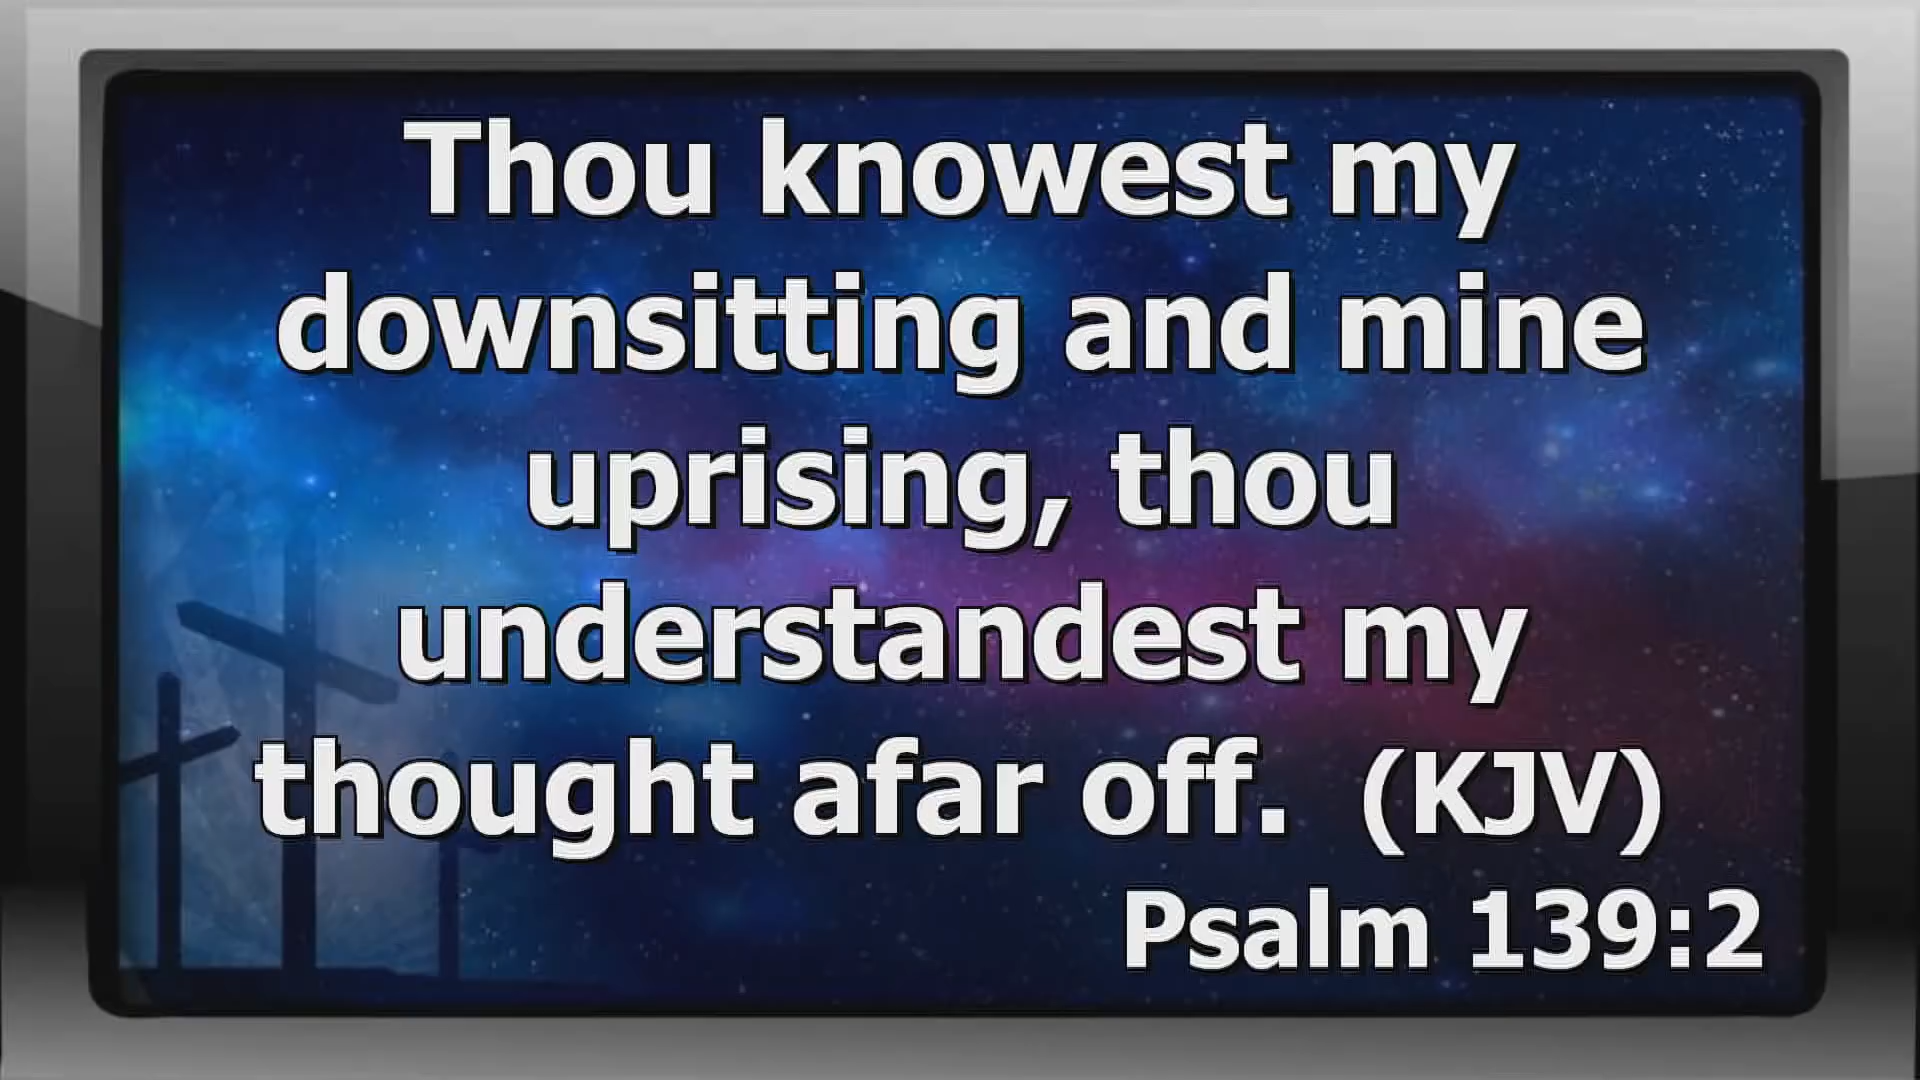 Thou knowest my
downsitting and mine
uprising, thou
understandest my
thought afar off. (KJV)
Psalm 139:2